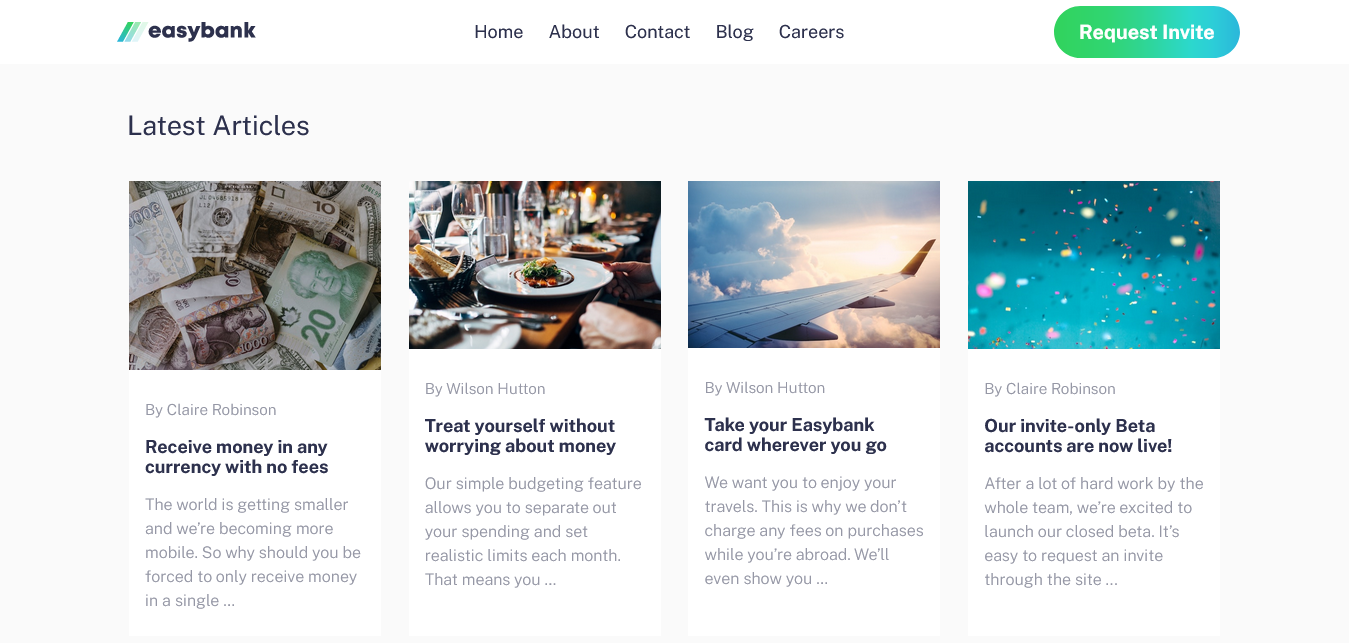 easybank
Home About Contact Blog Careers
Request Invite
Latest Articles
10
20
1000
By Claire Robinson
Receive money in any
currency with no fees
The world is getting smaller
and we’re becoming more
mobile. So why should you be
forced to only receive money
in a single ...
By Wilson Hutton
Treat yourself without
worrying about money
Our simple budgeting feature
allows you to separate out
your spending and set
realistic limits each month.
That means you ...
By Wilson Hutton
Take your Easybank
card wherever you go
We want you to enjoy your
travels. This is why we don’t
charge any fees on purchases
while you’re abroad. We’ll
even show you ...
By Claire Robinson
Our invite-only Beta
accounts are now live!
After a lot of hard work by the
whole team, we’re excited to
launch our closed beta. It’s
easy to request an invite
through the site ...